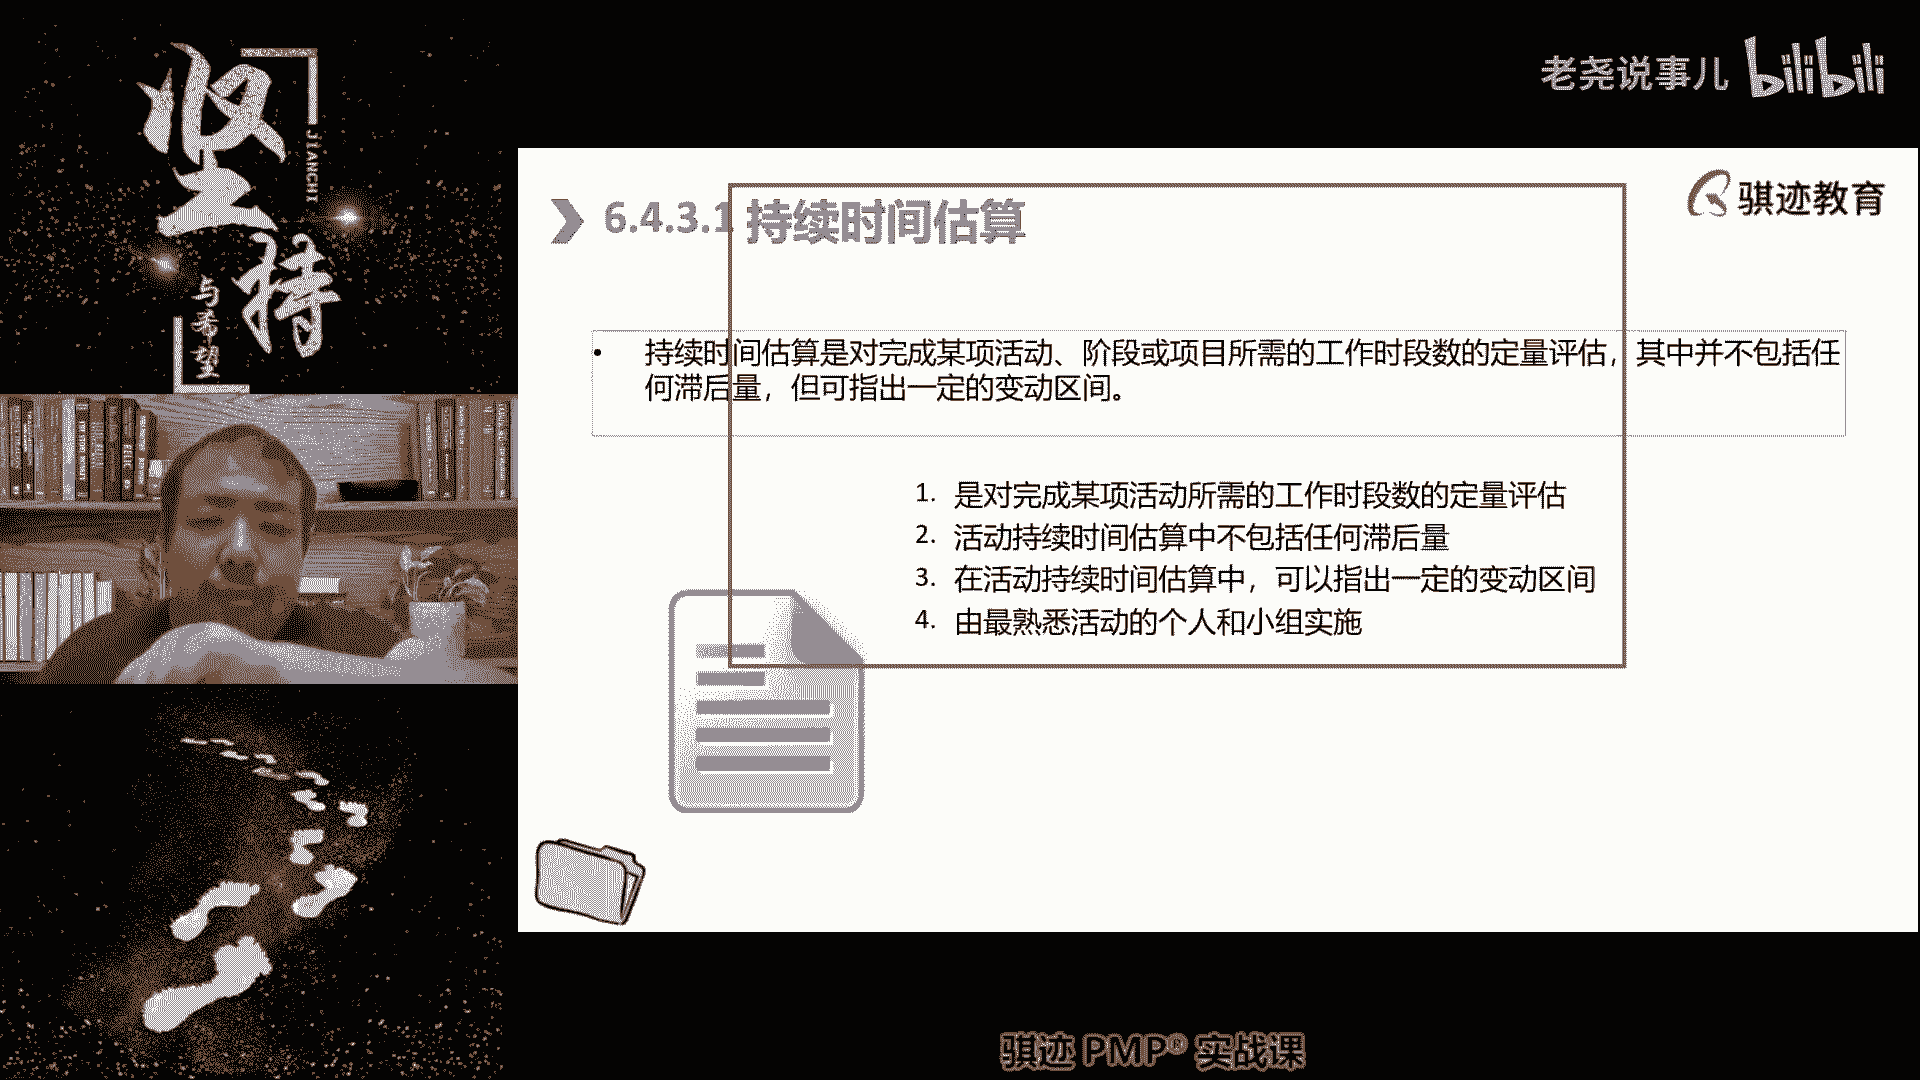 坚持
JIANCHI
与希望
老尧说事儿 bilibili
骐迹教育
6.4.3.1 持续时间估算
• 持续时间估算是对完成某项活动、阶段或项目所需的工作时段数的定量评估，其中并不包括任
何滞后量，但可指出一定的变动区间。
1. 是对完成某项活动所需的工作时段数的定量评估
2. 活动持续时间估算中不包括任何滞后量
3. 在活动持续时间估算中，可以指出一定的变动区间
4. 由最熟悉活动的个人和小组实施
骐迹 PMP® 实战课